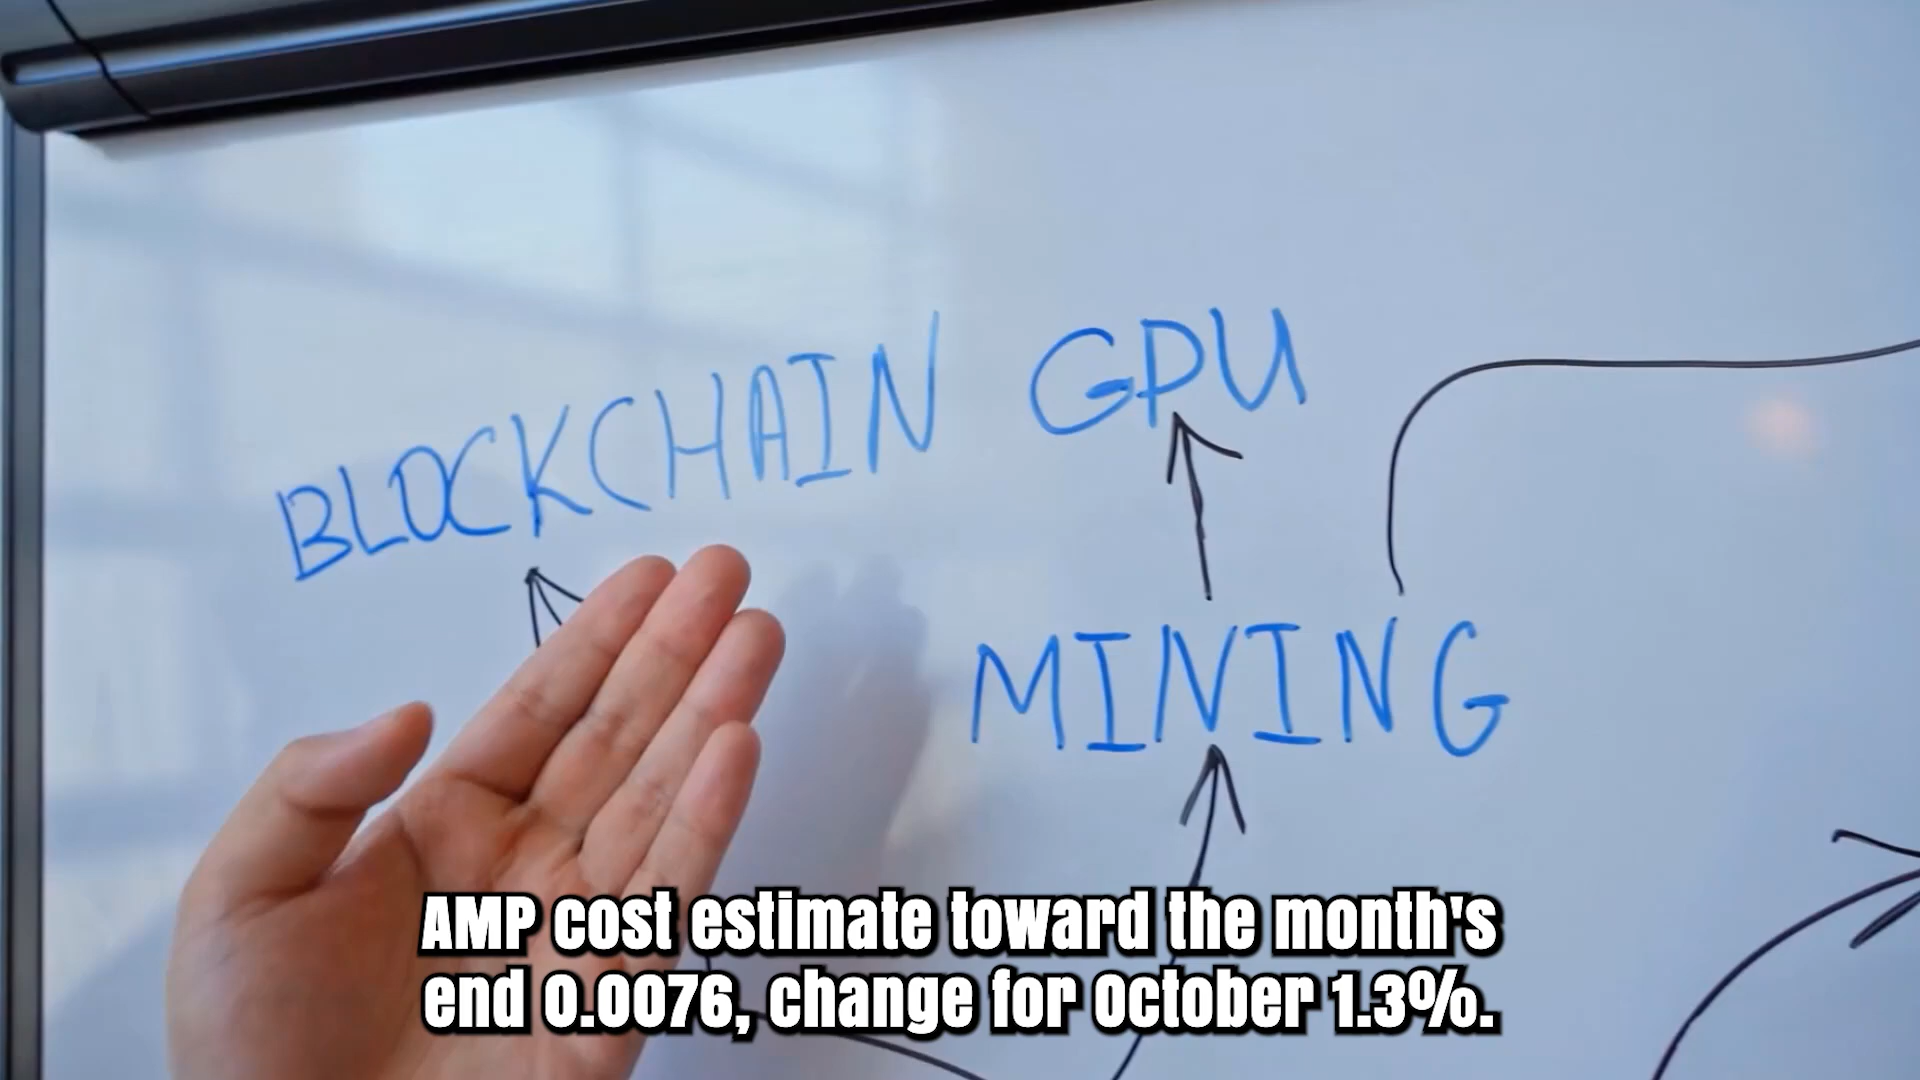 BLOCKCHAIN GPU
MINING
AMP cost estimate toward the month's
end 0.0076, change for October 1.3%.